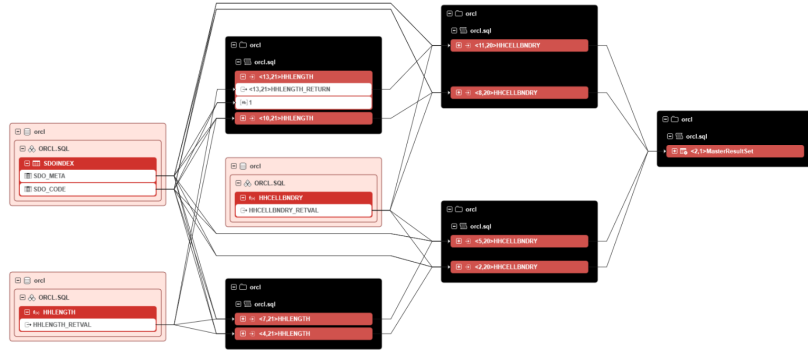 orcl
ORCL.SQL
SDOINDEX
SDO_META
SDO_CODE
orcl
ORCL.SQL
HHLENGTH
HHLENGTH_RETVAL
orcl
orcl.sql
<13,21>HHLENGTH
<13,21>HHLENGTH_RETURN
1
<10,21>HHLENGTH
orcl
ORCL.SQL
HHCELLBNDRY
HHCELLBNDRY_RETVAL
orcl
orcl.sql
<7,21>HHLENGTH
<4,21>HHLENGTH
orcl
orcl.sql
<11,20>HHCELLBNDRY
<8,20>HHCELLBNDRY
orcl
orcl.sql
<5,20>HHCELLBNDRY
<2,20>HHCELLBNDRY
orcl
orcl.sql
<2,1>MasterResultSet